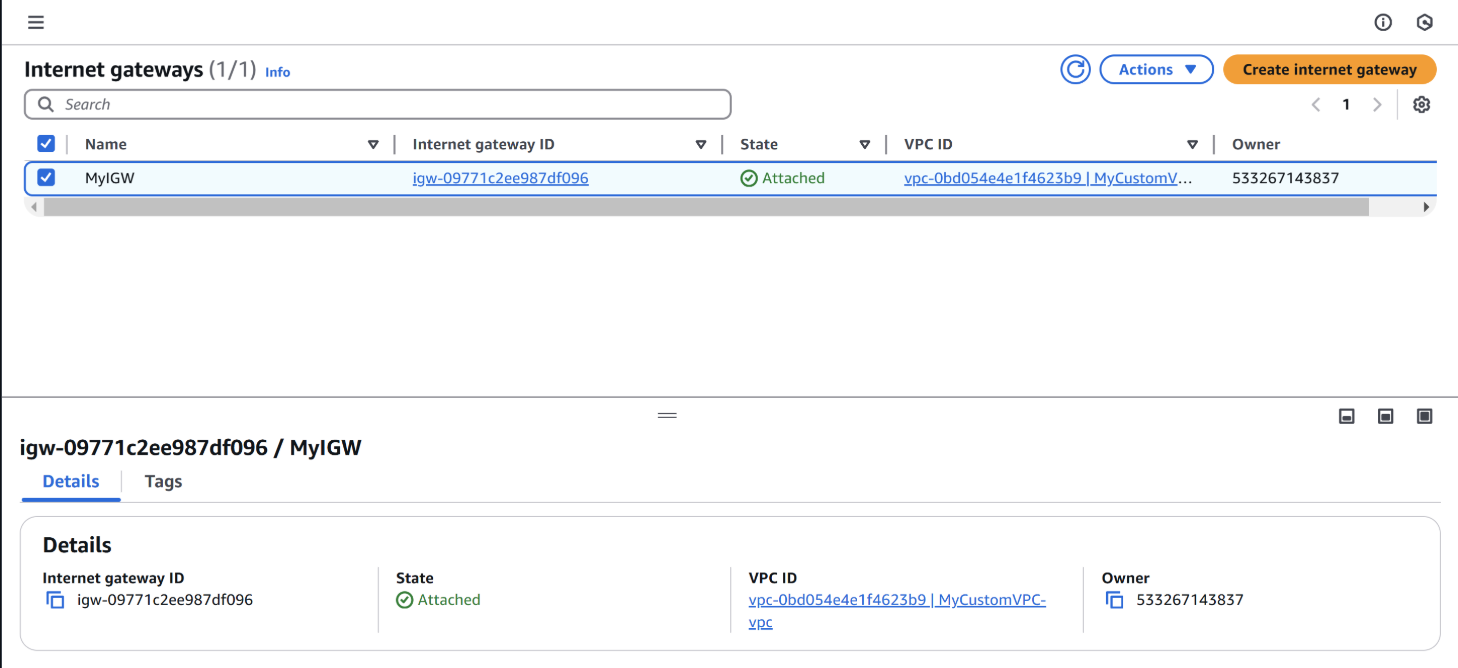 Internet gateways (1/1) Info
Actions ▼ Create internet gateway
Search
1
Name Internet gateway ID State VPC ID Owner
MyIGW igw-09771c2ee987df096 Attached vpc-0bd054e4e1f4623b9 | MyCustomV... 533267143837
igw-09771c2ee987df096 / MyIGW
Details Tags
Details
Internet gateway ID State VPC ID Owner
igw-09771c2ee987df096 Attached vpc-0bd054e4e1f4623b9 | MyCustomVPC- 533267143837
vpc